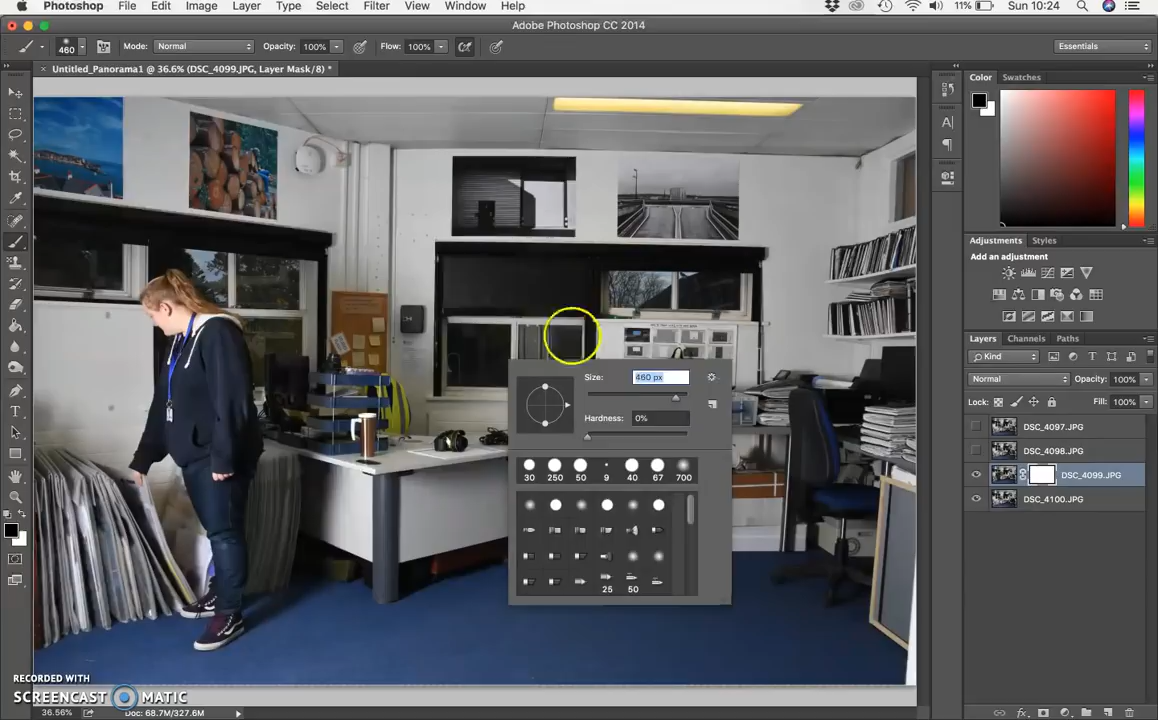 Photoshop File Edit Image Layer Type Select Filter 3D View Window Help 11% Sun 10:24
Adobe Photoshop CC 2014
460 Mode: Normal Opacity: 100% Flow: 100% Essentials
Untitled_Panorama1 @ 36.6% (DSC_4099.JPG, Layer Mask/8) *
Color Swatches
Adjustments Styles
Add an adjustment
Layers Channels Paths
Kind
Normal Opacity: 100%
Lock: Fill: 100%
DSC_4097.JPG
DSC_4098.JPG
DSC_4099.JPG
DSC_4100.JPG
Size: 460 px
Hardness: 0%
30 250 50 9 40 67 700
25 50
RECORDED WITH
SCREENCAST MATIC
36.56% Doc: 68.7M/327.6M